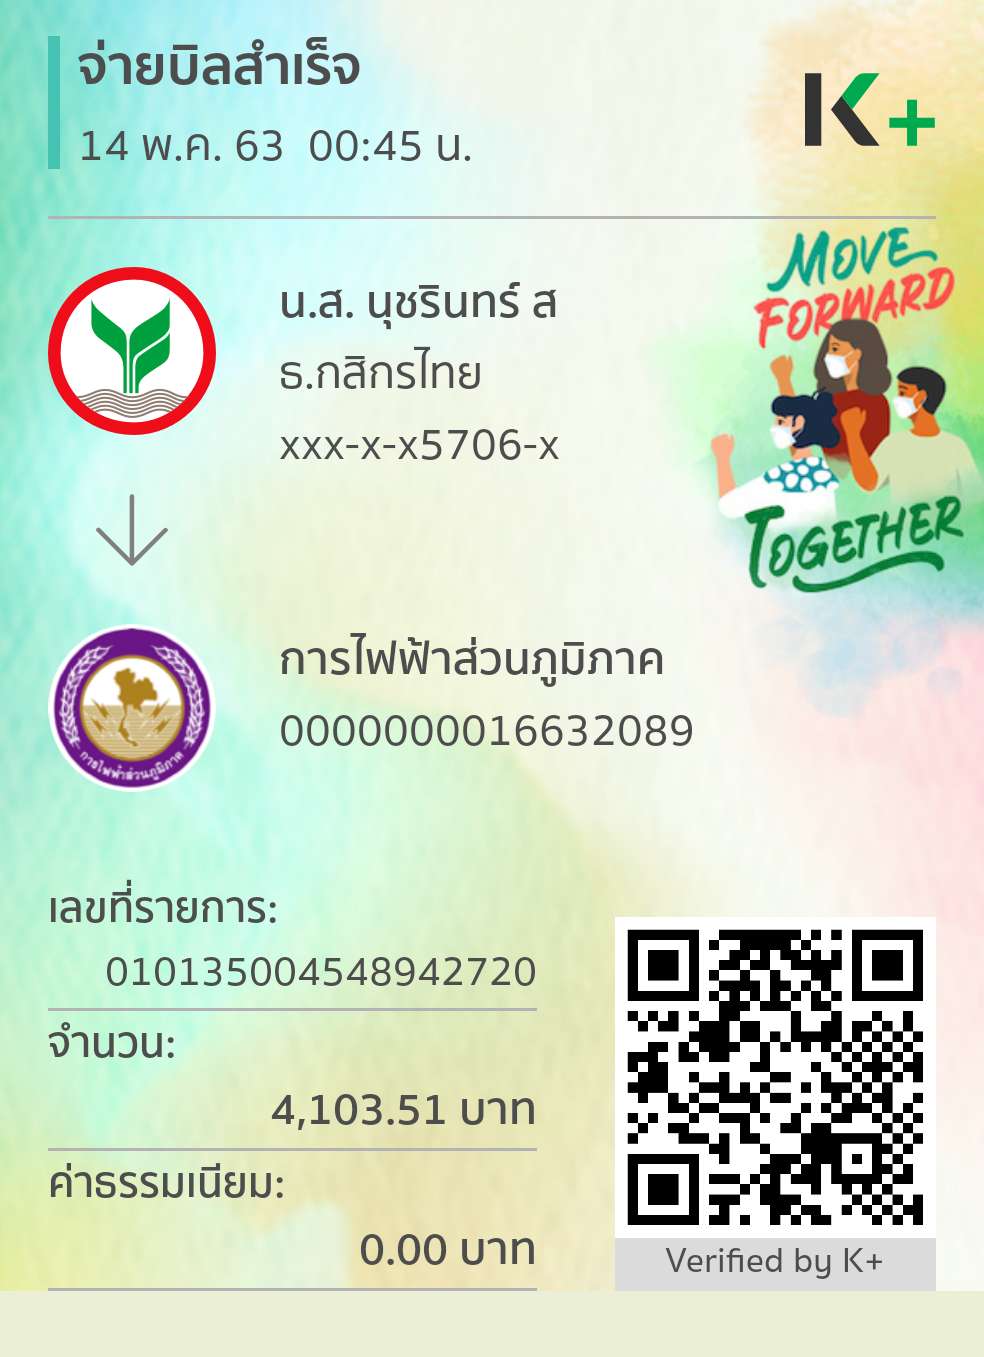 จ่ายบิลสำเร็จ
14 พ.ค. 63  00:45 น.
K+
MOVE
FORWARD
TOGETHER
น.ส. นุชรินทร์ ส
ธ.กสิกรไทย
xxx-x-x5706-x
การไฟฟ้าส่วนภูมิภาค
0000000016632089
การไฟฟ้าส่วนภูมิภาค
เลขที่รายการ:
010135004548942720
จำนวน:
4,103.51 บาท
ค่าธรรมเนียม:
0.00 บาท
Verified by K+